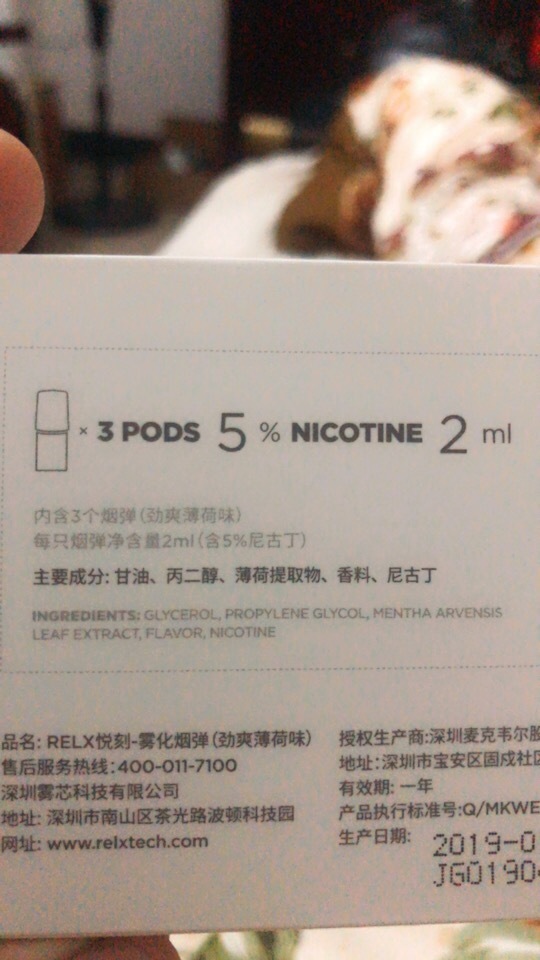 × 3 PODS 5 % NICOTINE 2 ml
内含3个烟弹(劲爽薄荷味)
每只烟弹净含量2ml(含5%尼古丁)
主要成分: 甘油、丙二醇、薄荷提取物、香料、尼古丁
INGREDIENTS: GLYCEROL, PROPYLENE GLYCOL, MENTHA ARVENSIS
LEAF EXTRACT, FLAVOR, NICOTINE
品名: RELX悦刻-雾化烟弹(劲爽薄荷味)
售后服务热线: 400-011-7100
深圳雾芯科技有限公司
地址: 深圳市南山区茶光路波顿科技园
网址: www.relxtech.com
授权生产商:深圳麦克韦尔股
地址: 深圳市宝安区固戍社区
有效期: 一年
产品执行标准号:Q/MKWE
生产日期: 2019-0
JG0190